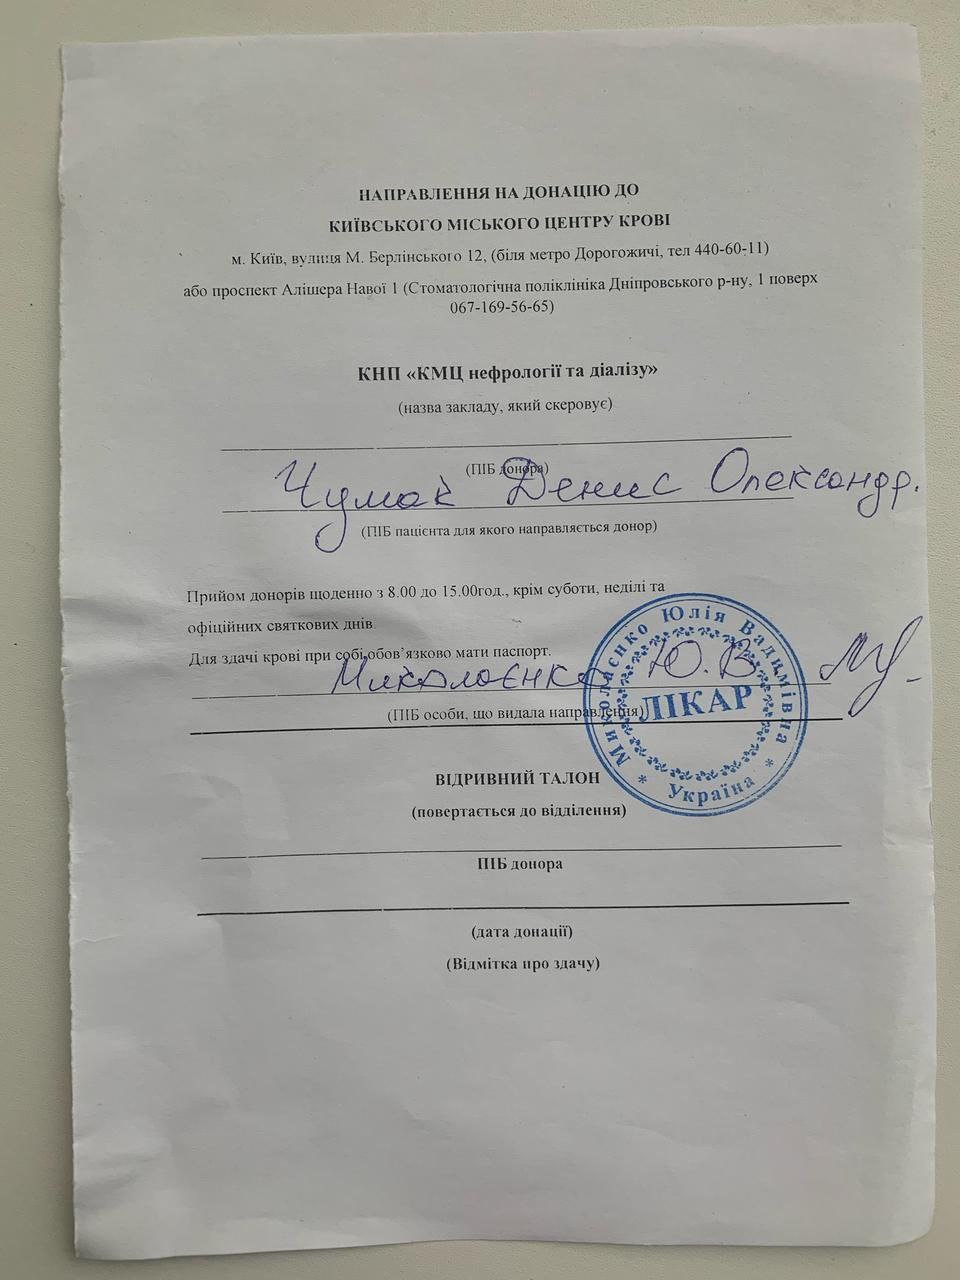 НАПРАВЛЕННЯ НА ДОНАЦІЮ ДО
КИЇВСЬКОГО МІСЬКОГО ЦЕНТРУ КРОВІ
м. Київ, вулиця М. Берлінського 12, (біля метро Дорогожичі, тел 440-60-11)
або проспект Алішера Навої 1 (Стоматологічна поліклініка Дніпровського р-ну, 1 поверх
067-169-56-65)
КНП «КМЦ нефрології та діалізу»
(назва закладу, який скеровує)
(ПІБ донора)
Чумак Денис Олександр.
(ПІБ пацієнта для якого направляється донор)
Прийом донорів щоденно з 8.00 до 15.00год., крім суботи, неділі та
офіційних святкових днів.
Для здачі крові при собі обов’язково мати паспорт.
Миколаєнко Ю.В
(ПІБ особи, що видала направлення)
Миколаєнко Юлія Вадимівна
ЛІКАР
* Україна *
ВІДРИВНИЙ ТАЛОН
(повертається до відділення)
ПІБ донора
(дата донації)
(Відмітка про здачу)